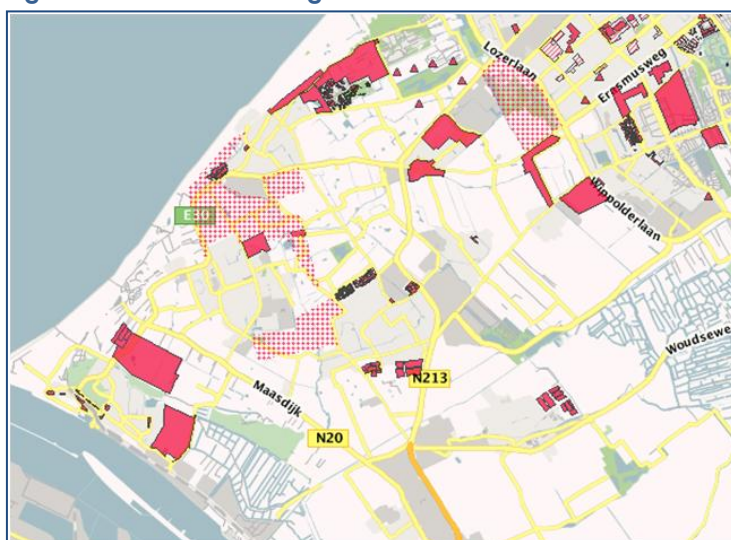 Lozerlaan
Erasmusweg
E30
Wippolderlaan
Woudsewe
N213
Maasdijk
N20